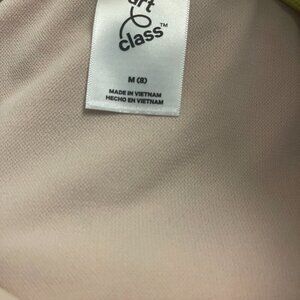 art
class™
M (8)
MADE IN VIETNAM
HECHO EN VIETNAM